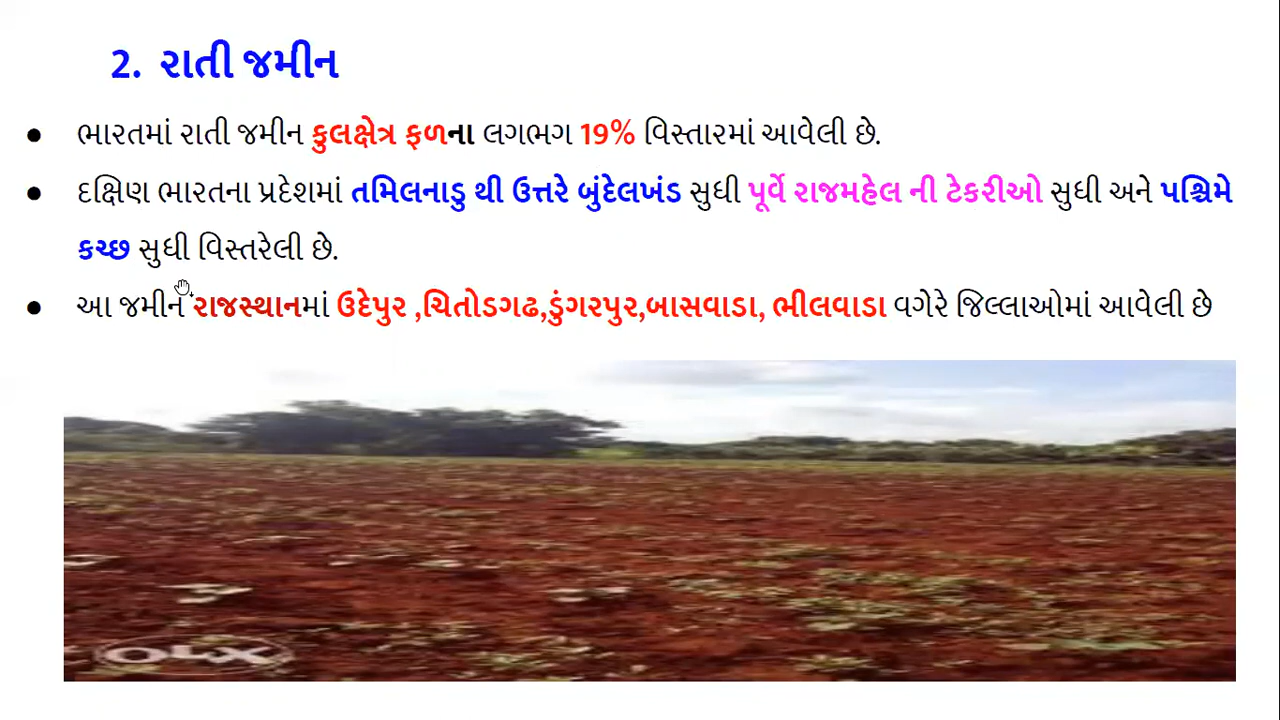 2. રાતી જમીન
● ભારતમાં રાતી જમીન કુલક્ષેત્ર ફળના લગભગ 19% વિસ્તારમાં આવેલી છે.
● દક્ષિણ ભારતના પ્રદેશમાં તમિલનાડુ થી ઉત્તરે બુંદેલખંડ સુધી પૂર્વે રાજમહેલ ની ટેકરીઓ સુધી અને પશ્ચિમે
કચ્છ સુધી વિસ્તરેલી છે.
● આ જમીન રાજસ્થાનમાં ઉદેપુર ,ચિતોડગઢ,ડુંગરપુર,બાસવાડા, ભીલવાડા વગેરે જિલ્લાઓમાં આવેલી છે
OLX